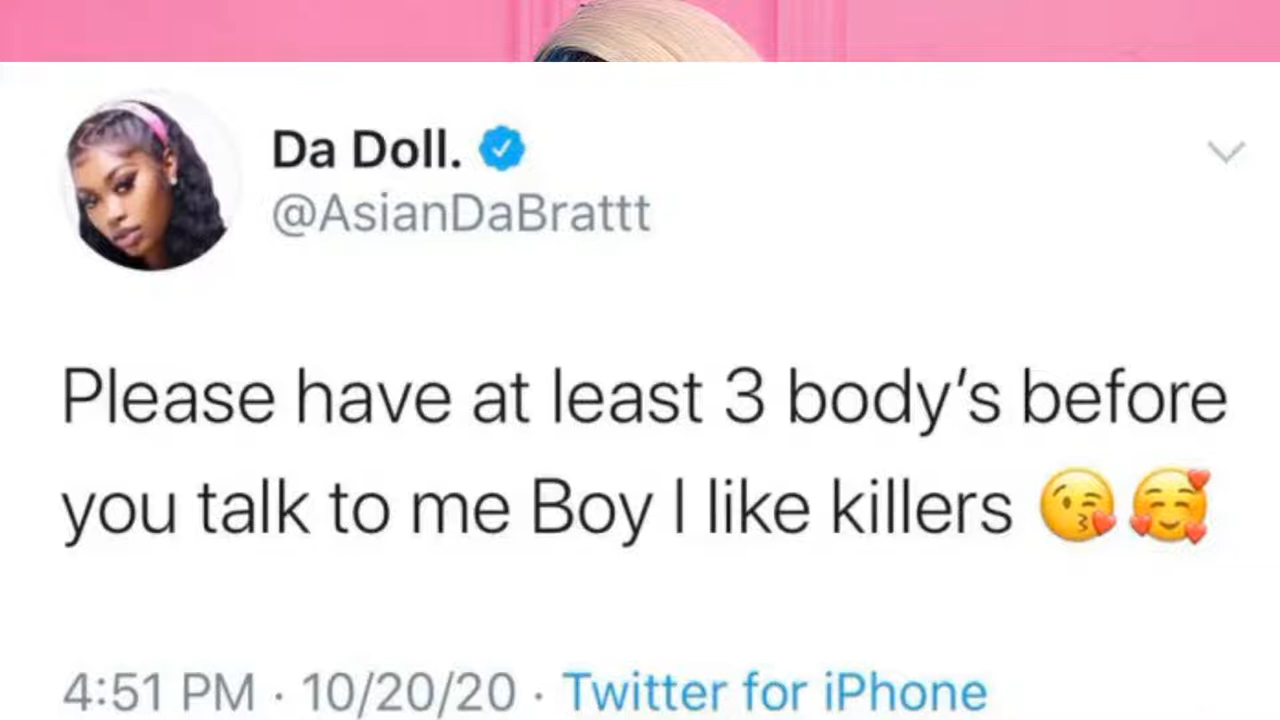 Da Doll.
@AsianDaBrattt
Please have at least 3 body’s before
you talk to me Boy I like killers 😘🥰
4:51 PM · 10/20/20 · Twitter for iPhone